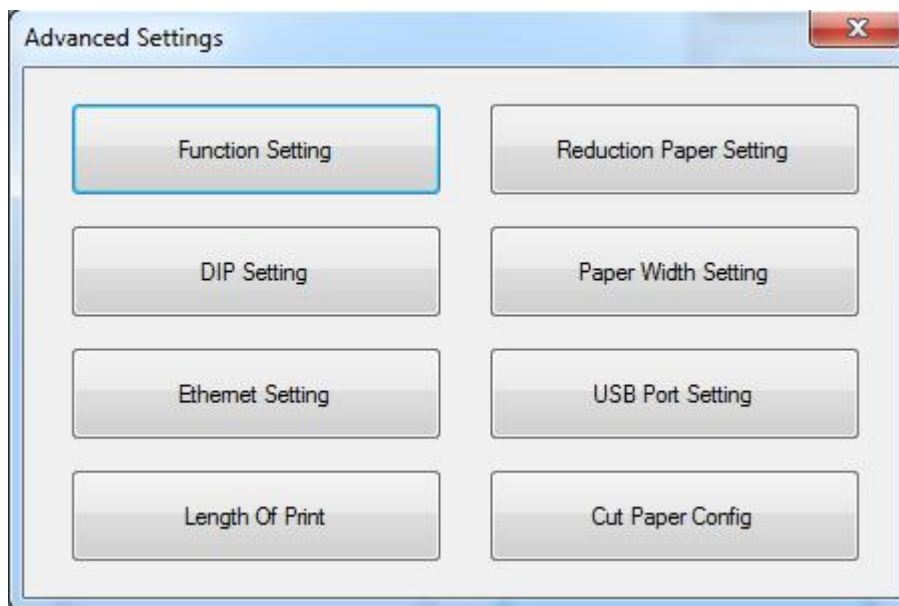 Advanced Settings
Function Setting
Reduction Paper Setting
DIP Setting
Paper Width Setting
Ethernet Setting
USB Port Setting
Length Of Print
Cut Paper Config